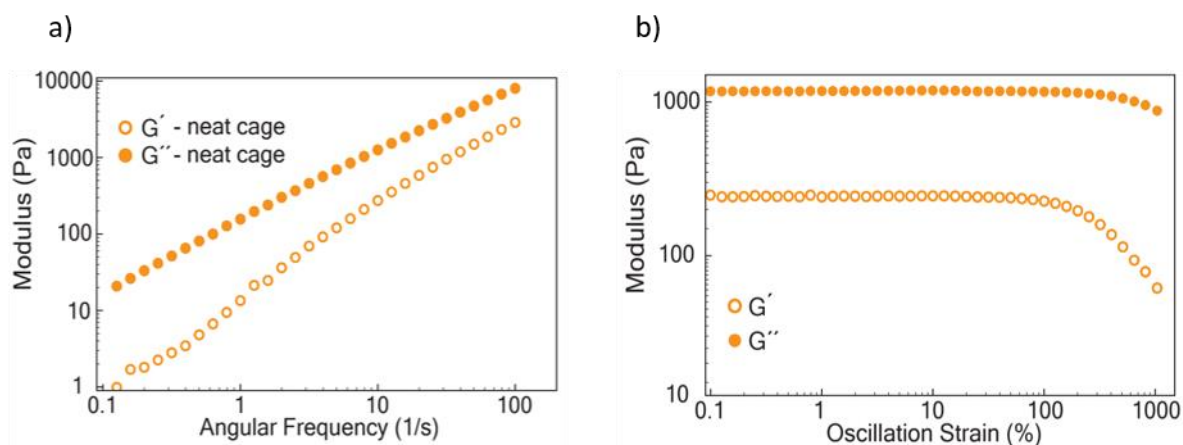 a)
b)
10000
1000
100
10
1
0.1
1
10
100
Modulus (Pa)
Angular Frequency (1/s)
G´ - neat cage
G´´ - neat cage
1000
100
10
0.1
1
10
100
1000
Modulus (Pa)
Oscillation Strain (%)
G´
G´´